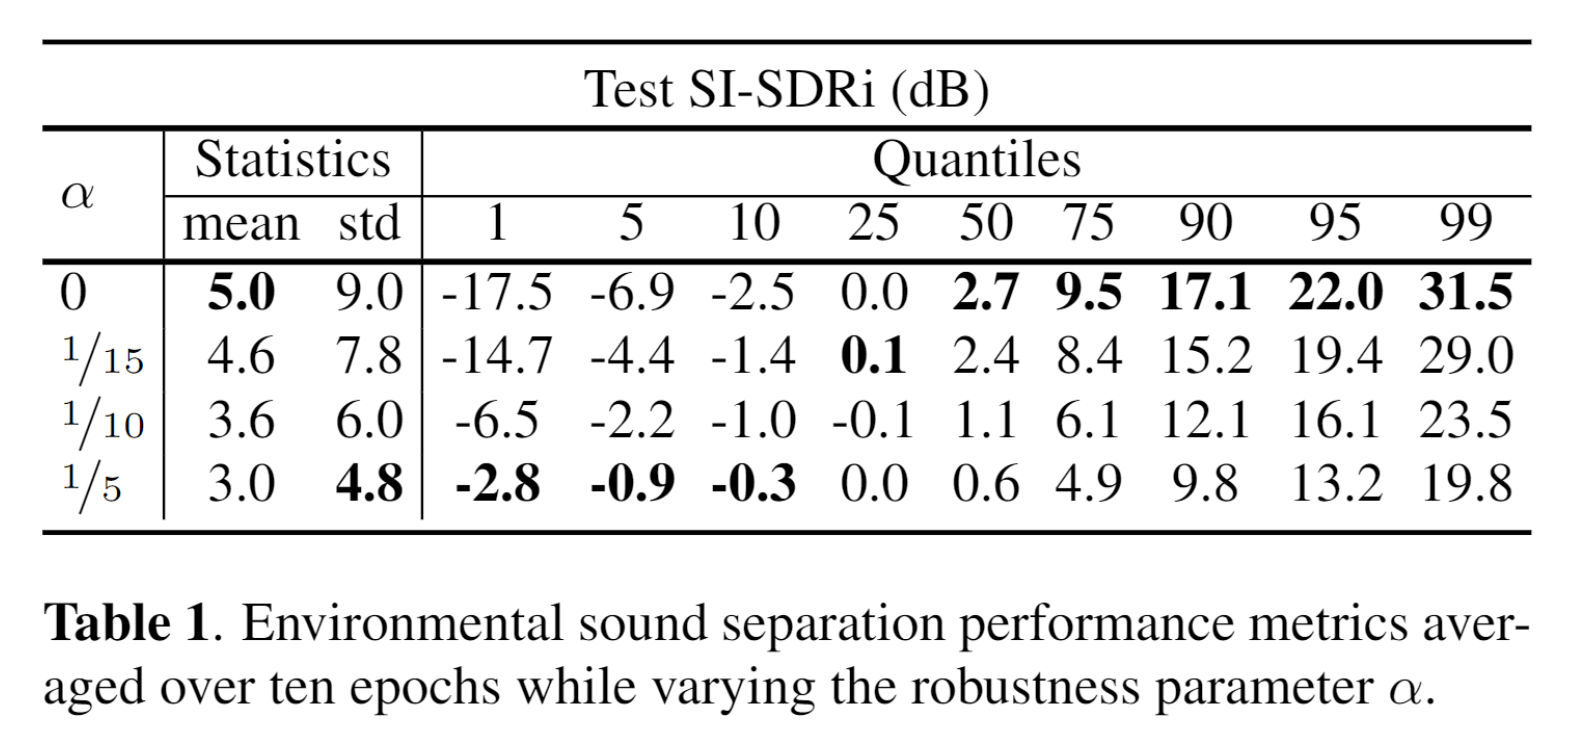 Test SI-SDRi (dB)
α Statistics Quantiles
mean std 1 5 10 25 50 75 90 95 99
0 5.0 9.0 -17.5 -6.9 -2.5 0.0 2.7 9.5 17.1 22.0 31.5
1/15 4.6 7.8 -14.7 -4.4 -1.4 0.1 2.4 8.4 15.2 19.4 29.0
1/10 3.6 6.0 -6.5 -2.2 -1.0 -0.1 1.1 6.1 12.1 16.1 23.5
1/5 3.0 4.8 -2.8 -0.9 -0.3 0.0 0.6 4.9 9.8 13.2 19.8
Table 1. Environmental sound separation performance metrics aver-
aged over ten epochs while varying the robustness parameter α.